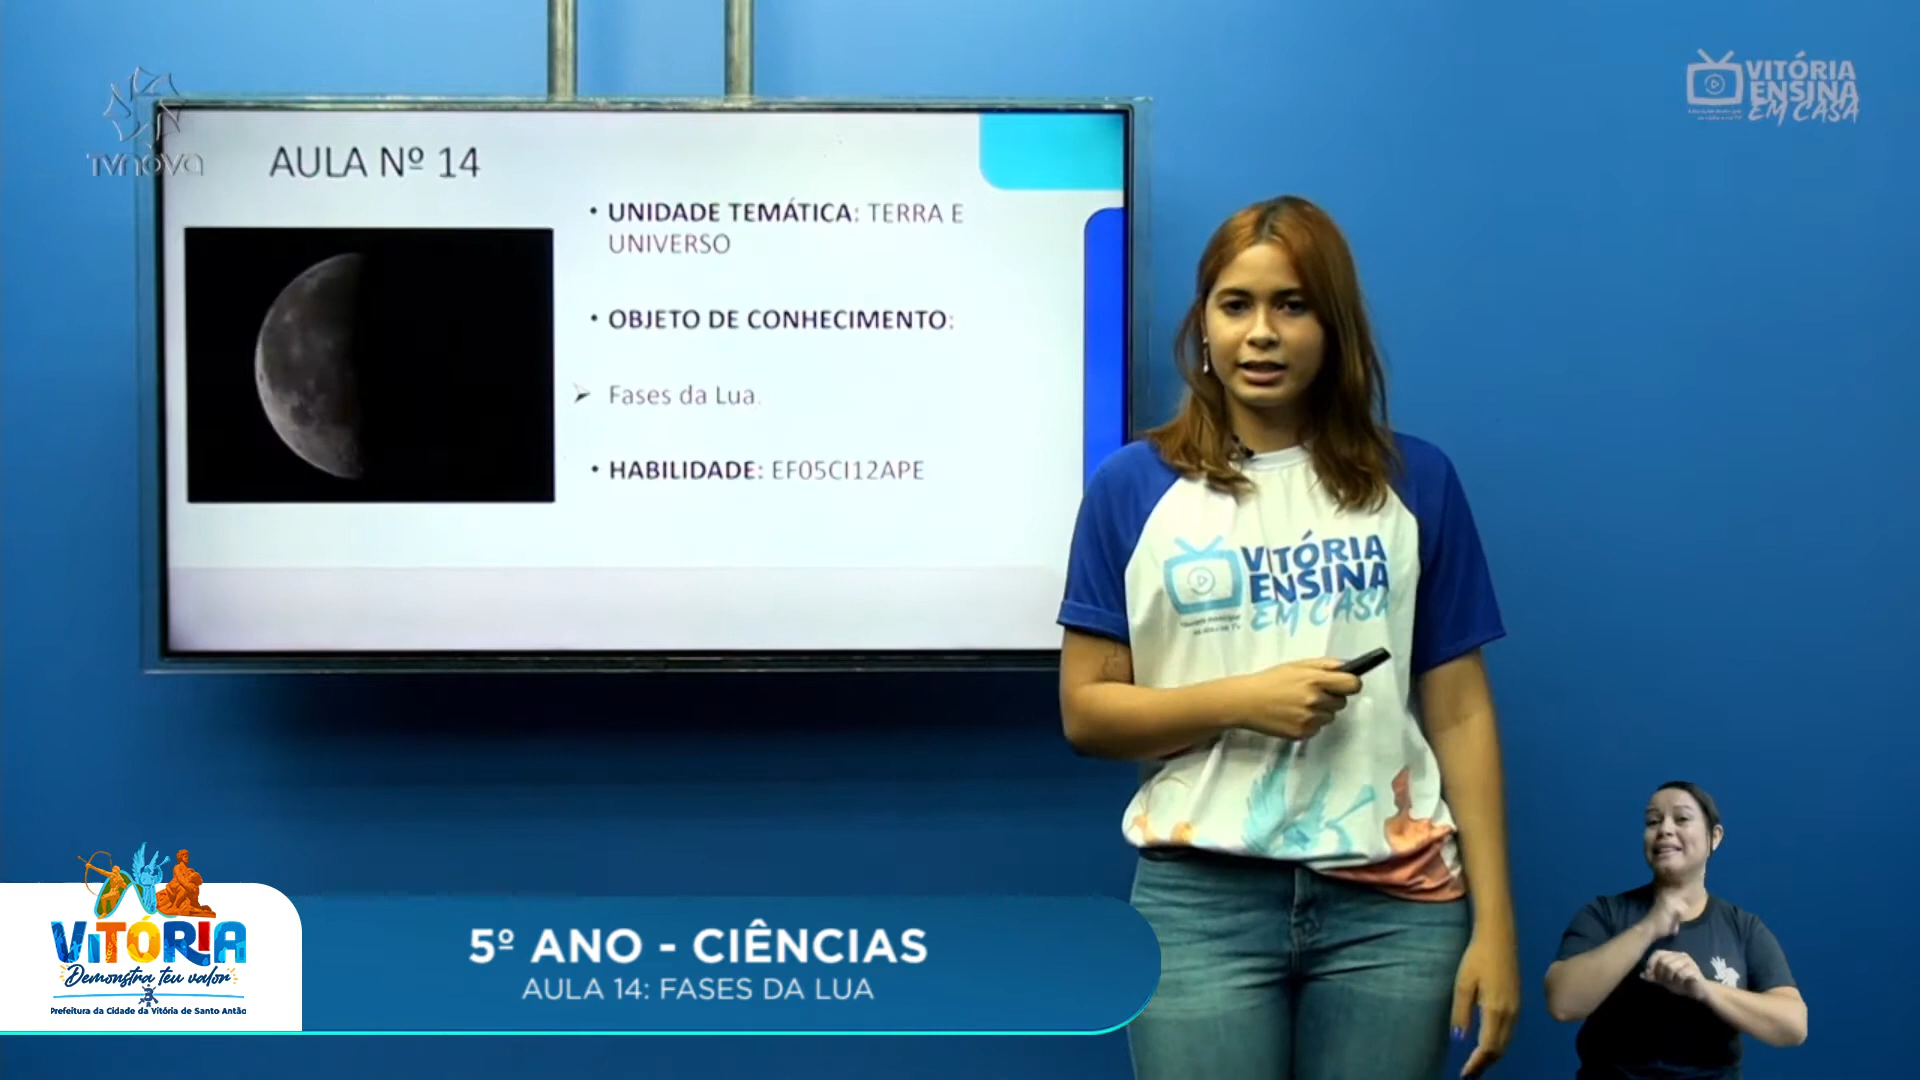 TVNOVA
VITÓRIA
ENSINA
EM CASA
AULA Nº 14
• UNIDADE TEMÁTICA: TERRA E
UNIVERSO
• OBJETO DE CONHECIMENTO:
➢ Fases da Lua.
• HABILIDADE: EF05CI12APE
VITÓRIA
ENSINA
EM CASA
VITÓRIA
Demonstra teu valor
Prefeitura da Cidade da Vitória de Santo Antão
5º ANO - CIÊNCIAS
AULA 14: FASES DA LUA